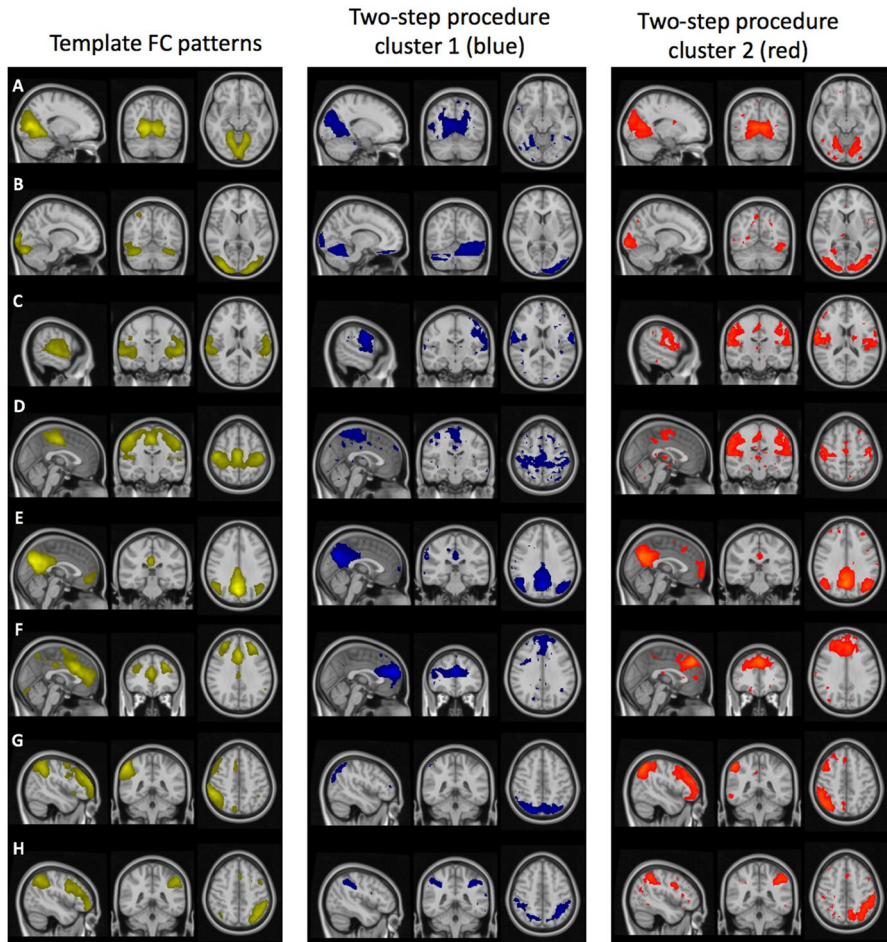 Template FC patterns
Two-step procedure
cluster 1 (blue)
Two-step procedure
cluster 2 (red)
A
B
C
D
E
F
G
H